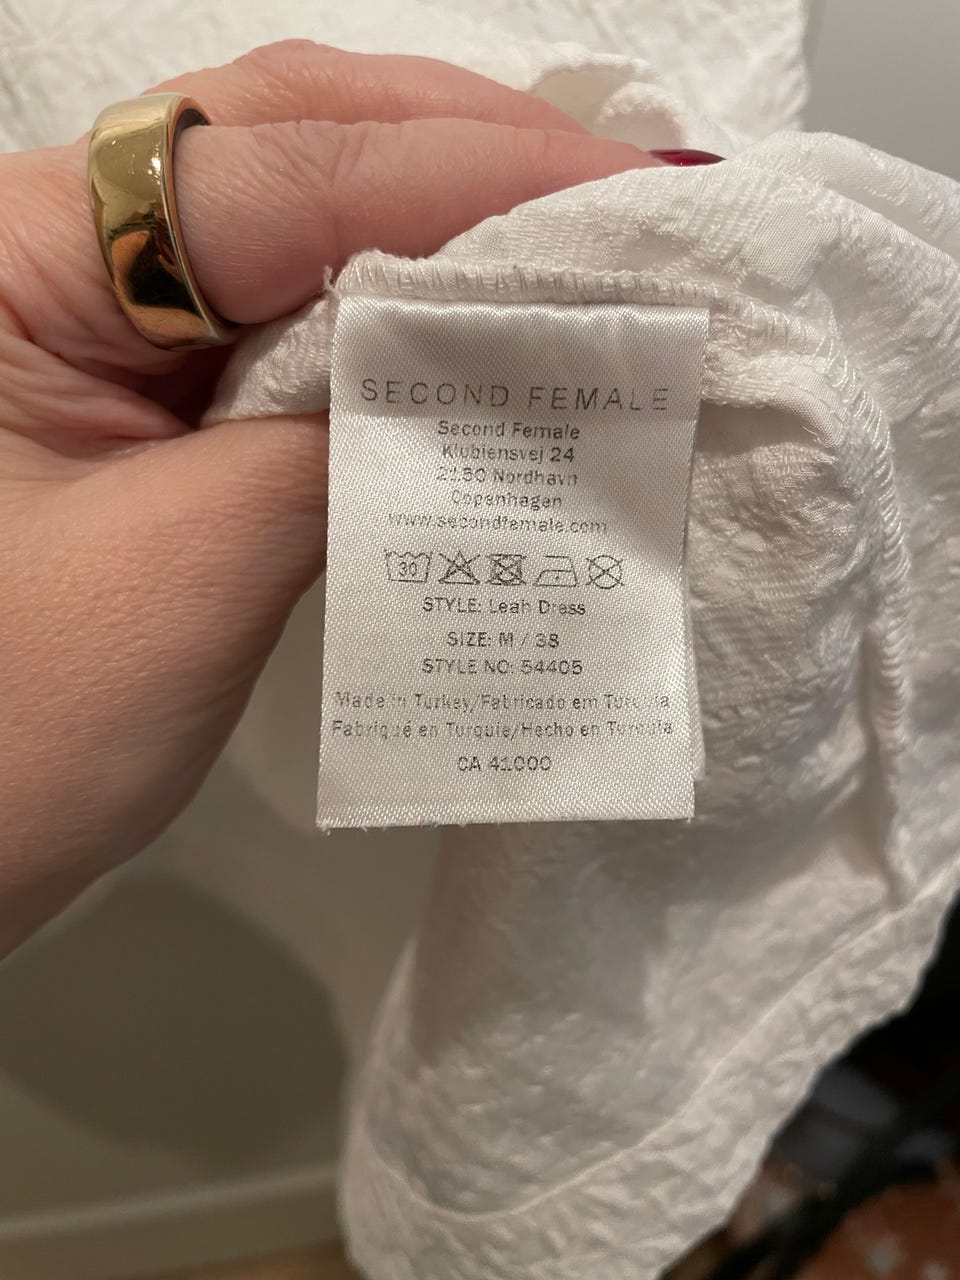 SECOND FEMALE
Second Female
Klubiensvej 24
2150 Nordhavn
Copenhagen
www.secondfemale.com
30
STYLE: Leah Dress
SIZE: M / 38
STYLE NO: 54405
Made in Turkey/Fabricado em Turquia
Fabriqué en Turquie/Hecho en Turquia
CA 41000